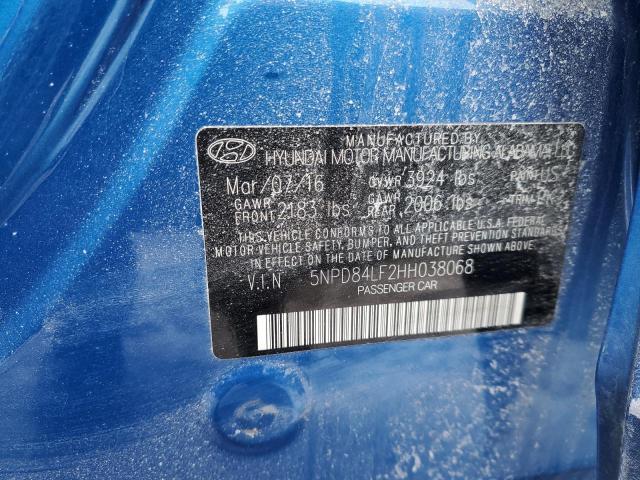 MANUFACTURED BY
HYUNDAI MOTOR MANUFACTURING ALABAMA LLC
Mar/07/16 GVWR 3924 lbs
GAWR FRONT 2183 lbs GAWR REAR 2006 lbs TRIM
THIS VEHICLE CONFORMS TO ALL APPLICABLE U.S.A. FEDERAL
MOTOR VEHICLE SAFETY, BUMPER, AND THEFT PREVENTION STANDARDS
IN EFFECT ON THE DATE OF MANUFACTURE SHOWN ABOVE.
V.I.N : 5NPD84LF2HH038068
PASSENGER CAR